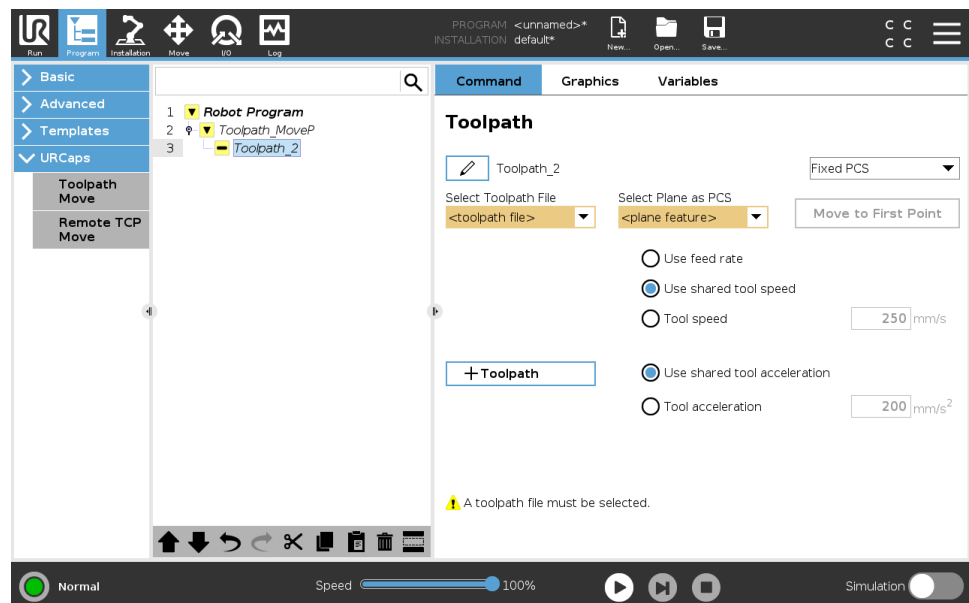 PROGRAM <unnamed>*
INSTALLATION default*
Run
Program
Installation
Move
I/O
Log
New...
Open...
Save...
C C
C C
Basic
Advanced
Templates
URCaps
Toolpath
Move
Remote TCP
Move
1 Robot Program
2 Toolpath_MoveP
3 Toolpath_2
Command Graphics Variables
Toolpath
Toolpath_2
Fixed PCS
Select Toolpath File
<toolpath file>
Select Plane as PCS
<plane feature>
Move to First Point
Use feed rate
Use shared tool speed
Tool speed 250 mm/s
+Toolpath
Use shared tool acceleration
Tool acceleration 200 mm/s²
A toolpath file must be selected.
Normal
Speed 100%
Simulation